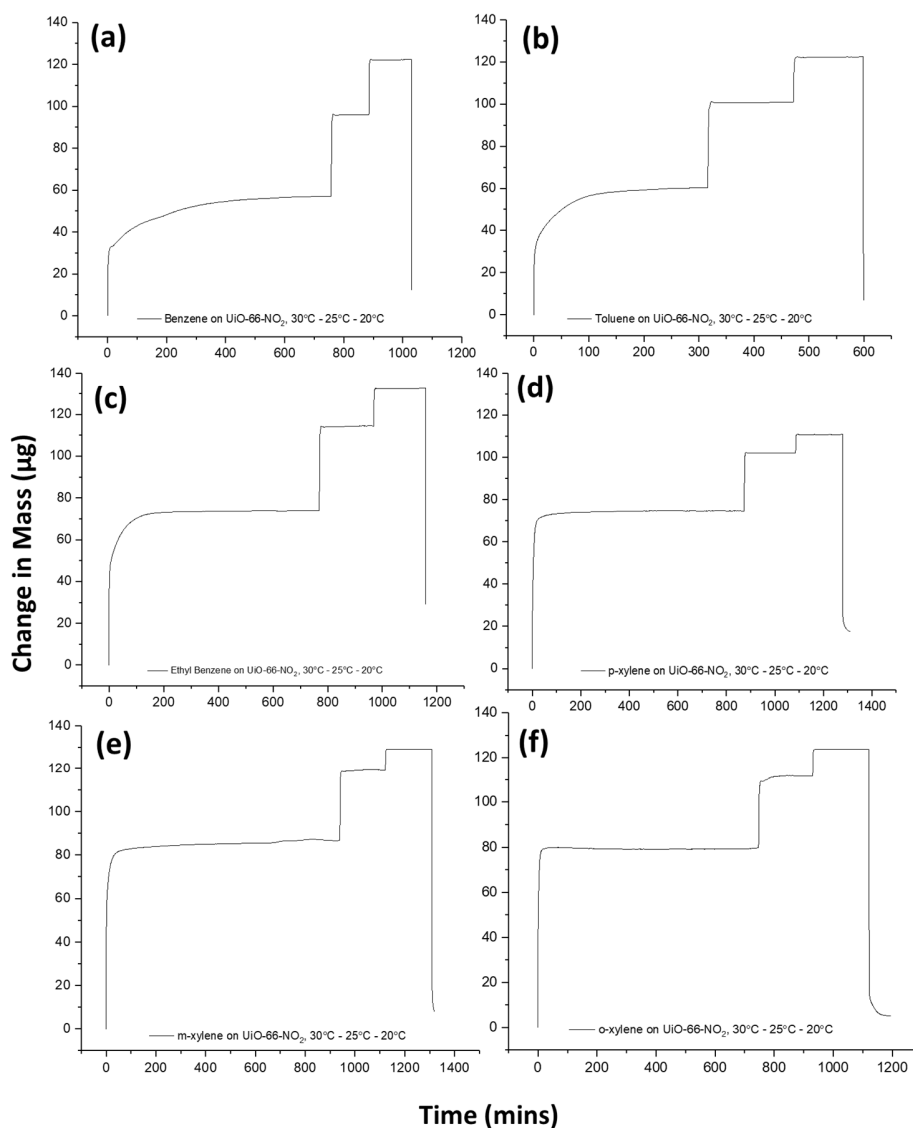 (a)
140
120
100
80
60
40
20
0
Benzene on UiO-66-NO₂, 30°C - 25°C - 20°C
0 200 400 600 800 1000 1200
(b)
140
120
100
80
60
40
20
0
Toluene on UiO-66-NO₂, 30°C - 25°C - 20°C
0 100 200 300 400 500 600
(c)
140
120
100
80
60
40
20
0
Ethyl Benzene on UiO-66-NO₂, 30°C - 25°C - 20°C
0 200 400 600 800 1000 1200
(d)
140
120
100
80
60
40
20
0
p-xylene on UiO-66-NO₂, 30°C - 25°C - 20°C
0 200 400 600 800 1000 1200 1400
Change in Mass (µg)
(e)
140
120
100
80
60
40
20
0
m-xylene on UiO-66-NO₂, 30°C - 25°C - 20°C
0 200 400 600 800 1000 1200 1400
(f)
120
100
80
60
40
20
0
o-xylene on UiO-66-NO₂, 30°C - 25°C - 20°C
0 200 400 600 800 1000 1200
Time (mins)